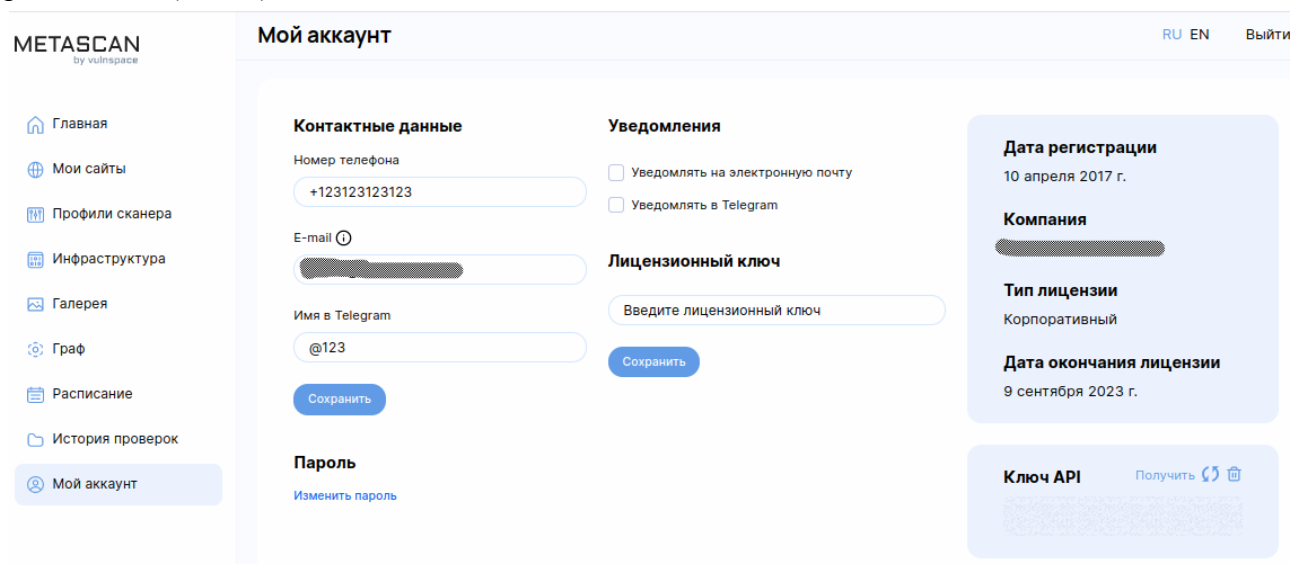 METASCAN
by vulnspace
Главная
Мои сайты
Профили сканера
Инфраструктура
Галерея
Граф
Расписание
История проверок
Мой аккаунт
Мой аккаунт
RU EN Выйти
Контактные данные
Номер телефона
+123123123123
E-mail
Имя в Telegram
@123
Сохранить
Пароль
Изменить пароль
Уведомления
Уведомлять на электронную почту
Уведомлять в Telegram
Лицензионный ключ
Введите лицензионный ключ
Сохранить
Дата регистрации
10 апреля 2017 г.
Компания
Тип лицензии
Корпоративный
Дата окончания лицензии
9 сентября 2023 г.
Ключ API
Получить